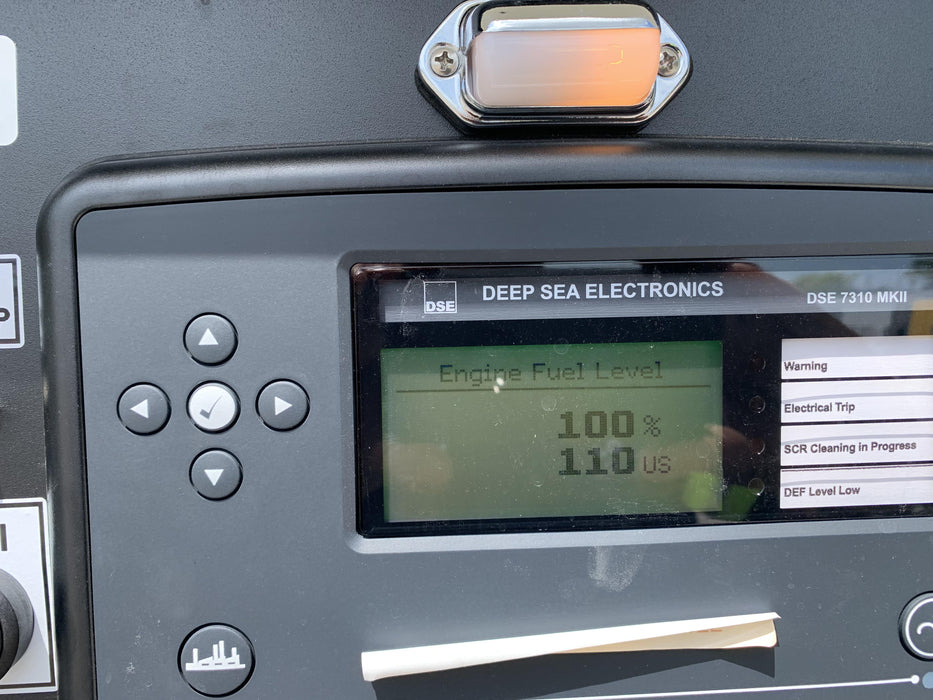 DSE
DEEP SEA ELECTRONICS
DSE 7310 MKII
Engine Fuel Level
100 %
110 US
Warning
Electrical Trip
SCR Cleaning in Progress
DEF Level Low